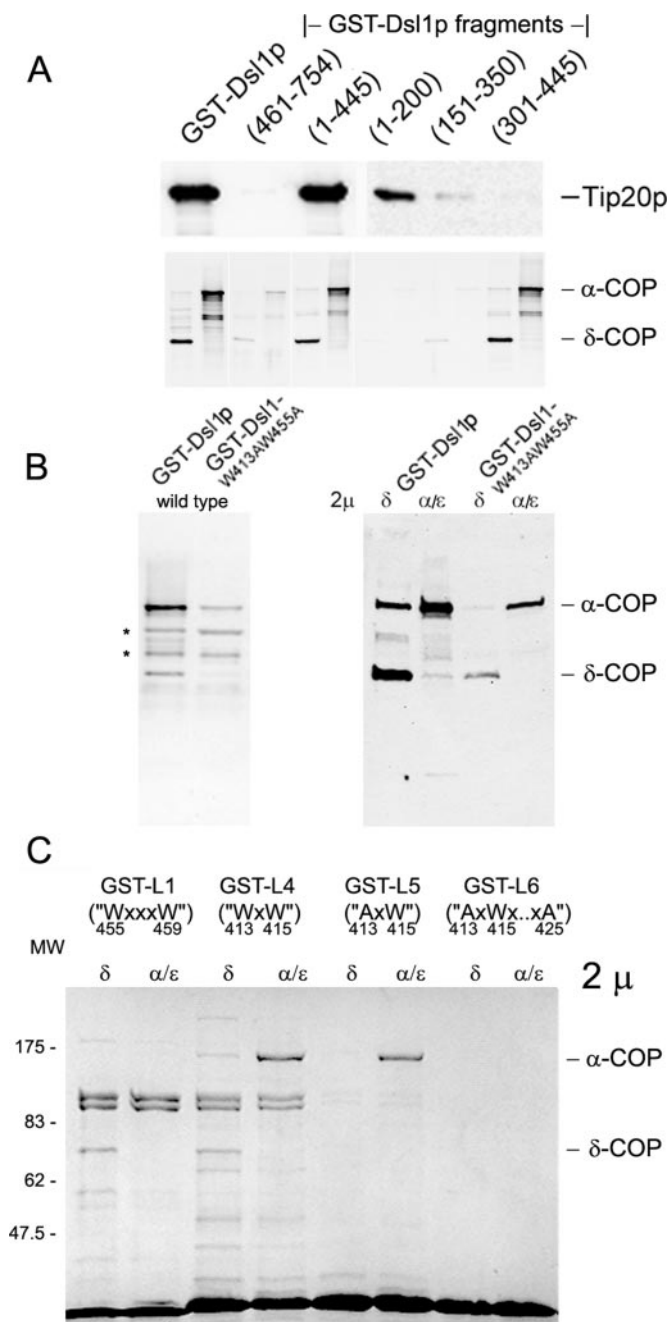 |– GST-Dsl1p fragments –|
A
GST-Dsl1p
(461-754)
(1-445)
(1-200)
(151-350)
(301-445)
–Tip20p
– α-COP
– δ-COP
B
GST-Dsl1p
GST-Dsl1-
W413AW455A
wild type
GST-Dsl1p
GST-Dsl1-
W413AW455A
2µ δ α/ε δ α/ε
– α-COP
*
*
– δ-COP
C
GST-L1 GST-L4 GST-L5 GST-L6
("WxxxW") ("WxW") ("AxW") ("AxWx..xA")
455 459 413 415 413 415 413 415 425
MW
δ α/ε δ α/ε δ α/ε δ α/ε 2 µ
175 -
– α-COP
83 -
– δ-COP
62 -
47.5 -